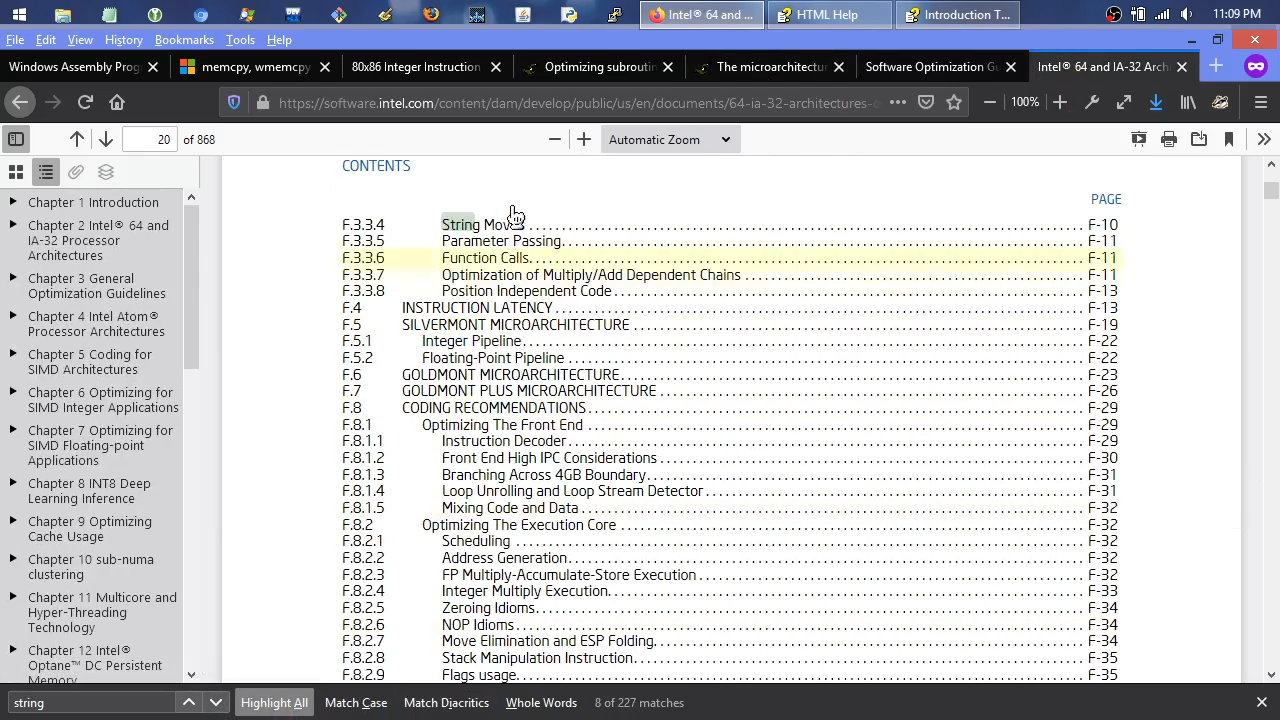 Intel® 64 and ...
HTML Help
Introduction T...
11:09 PM
File Edit View History Bookmarks Tools Help
Windows Assembly Prog
memcpy, wmemcpy
80x86 Integer Instruction
Optimizing subroutin
The microarchitectur
Software Optimization Gu
Intel® 64 and IA-32 Arch
https://software.intel.com/content/dam/develop/public/us/en/documents/64-ia-32-architectures-o
100%
20 of 868
Automatic Zoom
Chapter 1 Introduction
Chapter 2 Intel® 64 and
IA-32 Processor
Architectures
Chapter 3 General
Optimization Guidelines
Chapter 4 Intel Atom®
Processor Architectures
Chapter 5 Coding for
SIMD Architectures
Chapter 6 Optimizing for
SIMD Integer Applications
Chapter 7 Optimizing for
SIMD Floating-point
Applications
Chapter 8 INT8 Deep
Learning Inference
Chapter 9 Optimizing
Cache Usage
Chapter 10 sub-numa
clustering
Chapter 11 Multicore and
Hyper-Threading
Technology
Chapter 12 Intel®
Optane™ DC Persistent
Memory
CONTENTS
PAGE
F.3.3.4 String Moves F-10
F.3.3.5 Parameter Passing F-11
F.3.3.6 Function Calls F-11
F.3.3.7 Optimization of Multiply/Add Dependent Chains F-11
F.3.3.8 Position Independent Code F-13
F.4 INSTRUCTION LATENCY F-13
F.5 SILVERMONT MICROARCHITECTURE F-19
F.5.1 Integer Pipeline F-22
F.5.2 Floating-Point Pipeline F-22
F.6 GOLDMONT MICROARCHITECTURE F-23
F.7 GOLDMONT PLUS MICROARCHITECTURE F-26
F.8 CODING RECOMMENDATIONS F-29
F.8.1 Optimizing The Front End F-29
F.8.1.1 Instruction Decoder F-29
F.8.1.2 Front End High IPC Considerations F-30
F.8.1.3 Branching Across 4GB Boundary F-31
F.8.1.4 Loop Unrolling and Loop Stream Detector F-31
F.8.1.5 Mixing Code and Data F-32
F.8.2 Optimizing The Execution Core F-32
F.8.2.1 Scheduling F-32
F.8.2.2 Address Generation F-32
F.8.2.3 FP Multiply-Accumulate-Store Execution F-32
F.8.2.4 Integer Multiply Execution F-33
F.8.2.5 Zeroing Idioms F-34
F.8.2.6 NOP Idioms F-34
F.8.2.7 Move Elimination and ESP Folding F-34
F.8.2.8 Stack Manipulation Instruction F-35
F.8.2.9 Flags usage F-35
string
Highlight All Match Case Match Diacritics Whole Words 8 of 227 matches